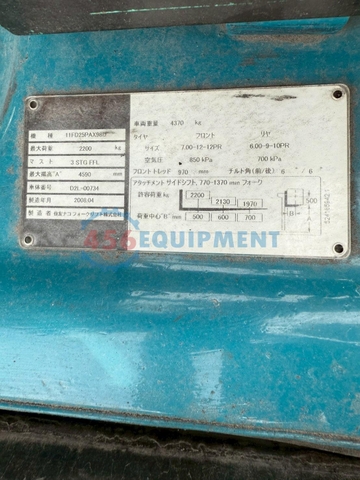 機種 11FD25PAX98D
最大荷重 2200 kg
マスト 3 STG FFL
最大揚高"A" 4590 mm
車体番号 D2L-00734
製造年月 2008.04
製造者
車両重量 4370 kg
タイヤ フロント リヤ
サイズ 7.00-12-12PR 6.00-9-10PR
空気圧 850 kPa 700 kPa
フロントトレッド 970 mm チルト角(前/後) 6°/6°
アタッチメント サイドシフト, 770-1370 mm フォーク
許容荷重 kg 2200 2130 1970
荷重中心"B" 500 600 700
500
B
A
856EQUIPMENT